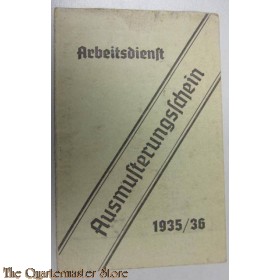 Arbeitsdienst
Ausmusterungsschein
1935/36
© The Quartermaster Store